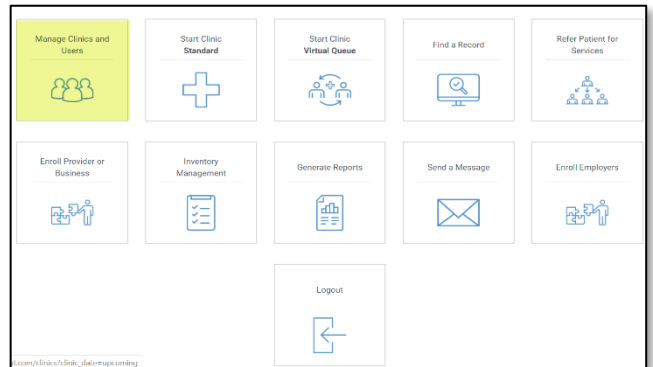 Manage Clinics and
Users
Start Clinic
Standard
Start Clinic
Virtual Queue
Find a Record
Refer Patient for
Services
Enroll Provider or
Business
Inventory
Management
Generate Reports
Send a Message
Enroll Employers
Logout
d.com/clinics?clinic_date=upcoming